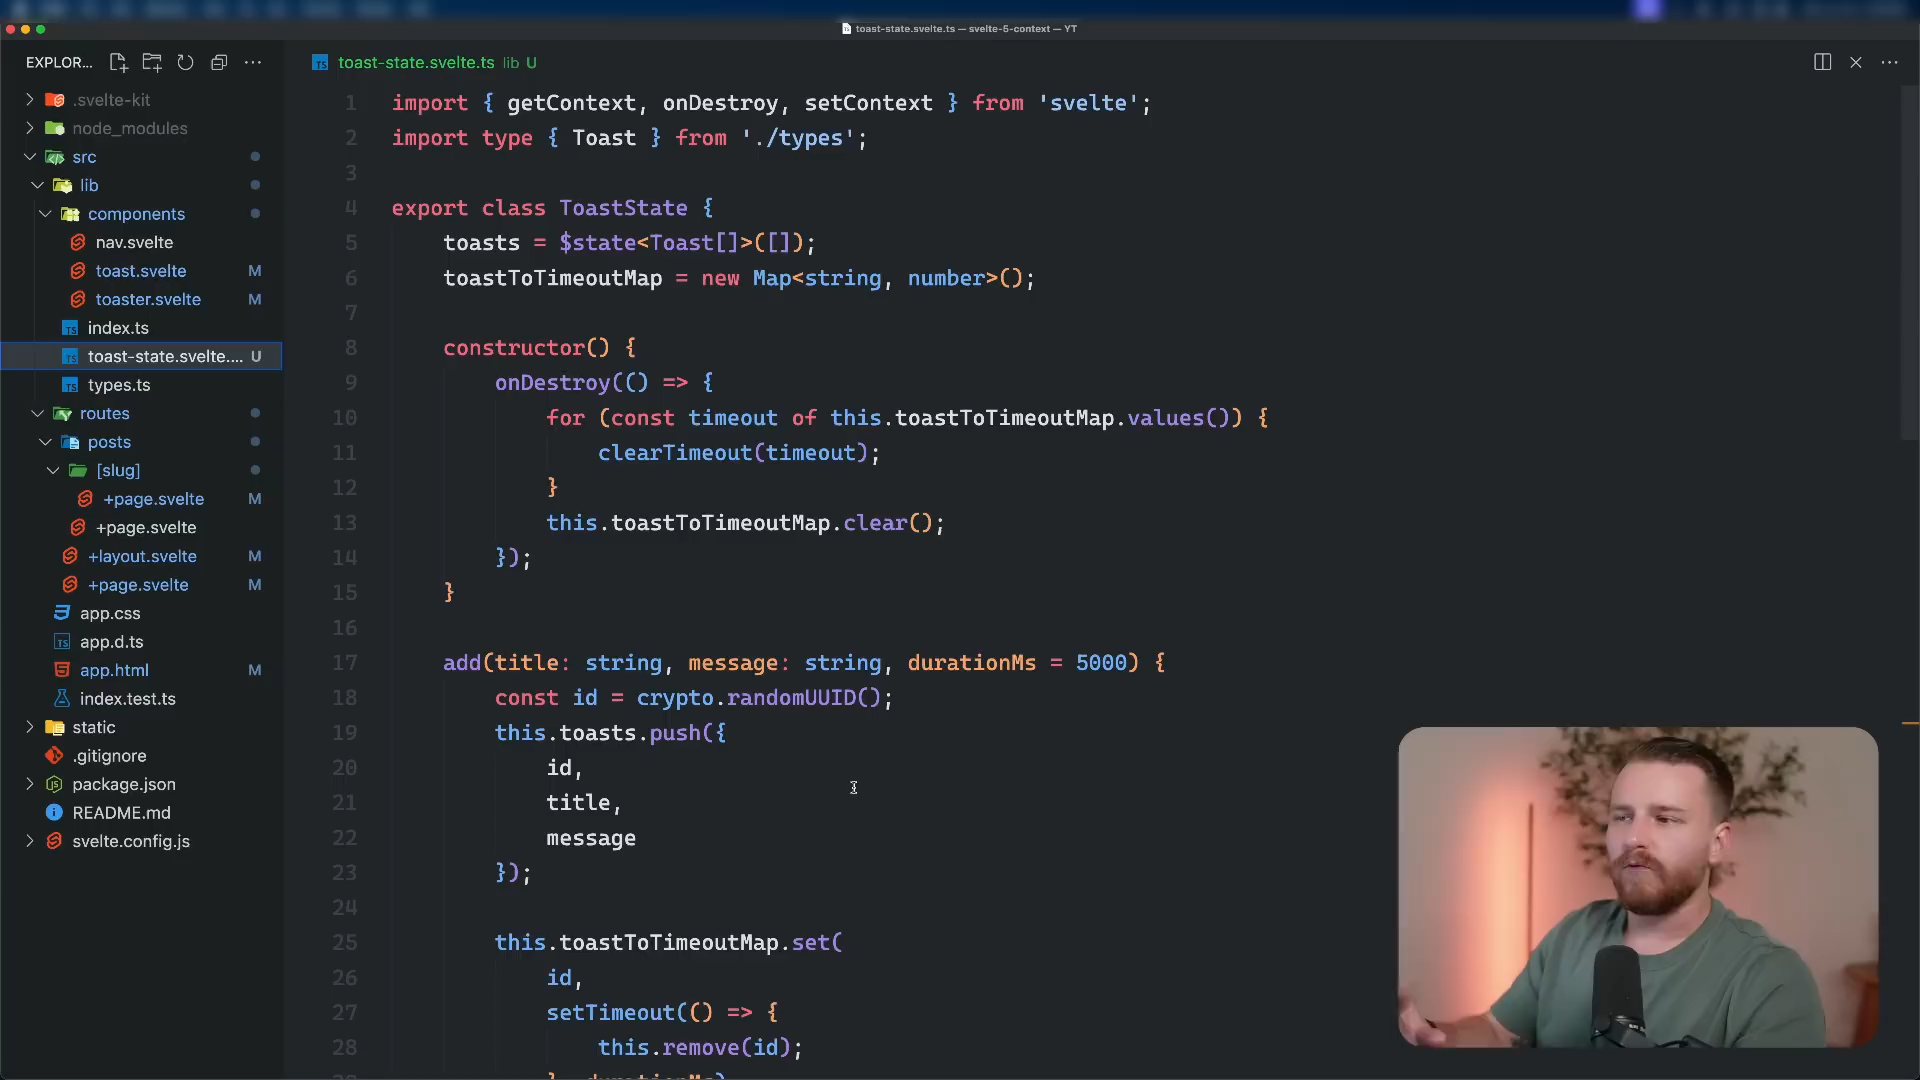 toast-state.svelte.ts — svelte-5-context — YT
EXPLOR...
.svelte-kit
node_modules
src
lib
components
nav.svelte
toast.svelte M
toaster.svelte M
index.ts
toast-state.svelte.... U
types.ts
routes
posts
[slug]
+page.svelte M
+page.svelte
+layout.svelte M
+page.svelte M
app.css
app.d.ts
app.html M
index.test.ts
static
.gitignore
package.json
README.md
svelte.config.js
TS toast-state.svelte.ts lib U
1 import { getContext, onDestroy, setContext } from 'svelte';
2 import type { Toast } from './types';
3
4 export class ToastState {
5 toasts = $state<Toast[]>([]);
6 toastToTimeoutMap = new Map<string, number>();
7
8 constructor() {
9 onDestroy(() => {
10 for (const timeout of this.toastToTimeoutMap.values()) {
11 clearTimeout(timeout);
12 }
13 this.toastToTimeoutMap.clear();
14 });
15 }
16
17 add(title: string, message: string, durationMs = 5000) {
18 const id = crypto.randomUUID();
19 this.toasts.push({
20 id,
21 title,
22 message
23 });
24
25 this.toastToTimeoutMap.set(
26 id,
27 setTimeout(() => {
28 this.remove(id);